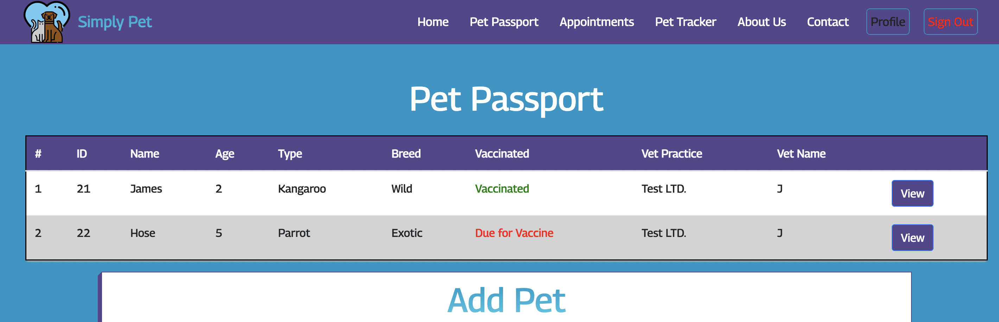 Simply Pet Home Pet Passport Appointments Pet Tracker About Us Contact Profile Sign Out
Pet Passport
# ID Name Age Type Breed Vaccinated Vet Practice Vet Name
1 21 James 2 Kangaroo Wild Vaccinated Test LTD. J View
2 22 Hose 5 Parrot Exotic Due for Vaccine Test LTD. J View
Add Pet